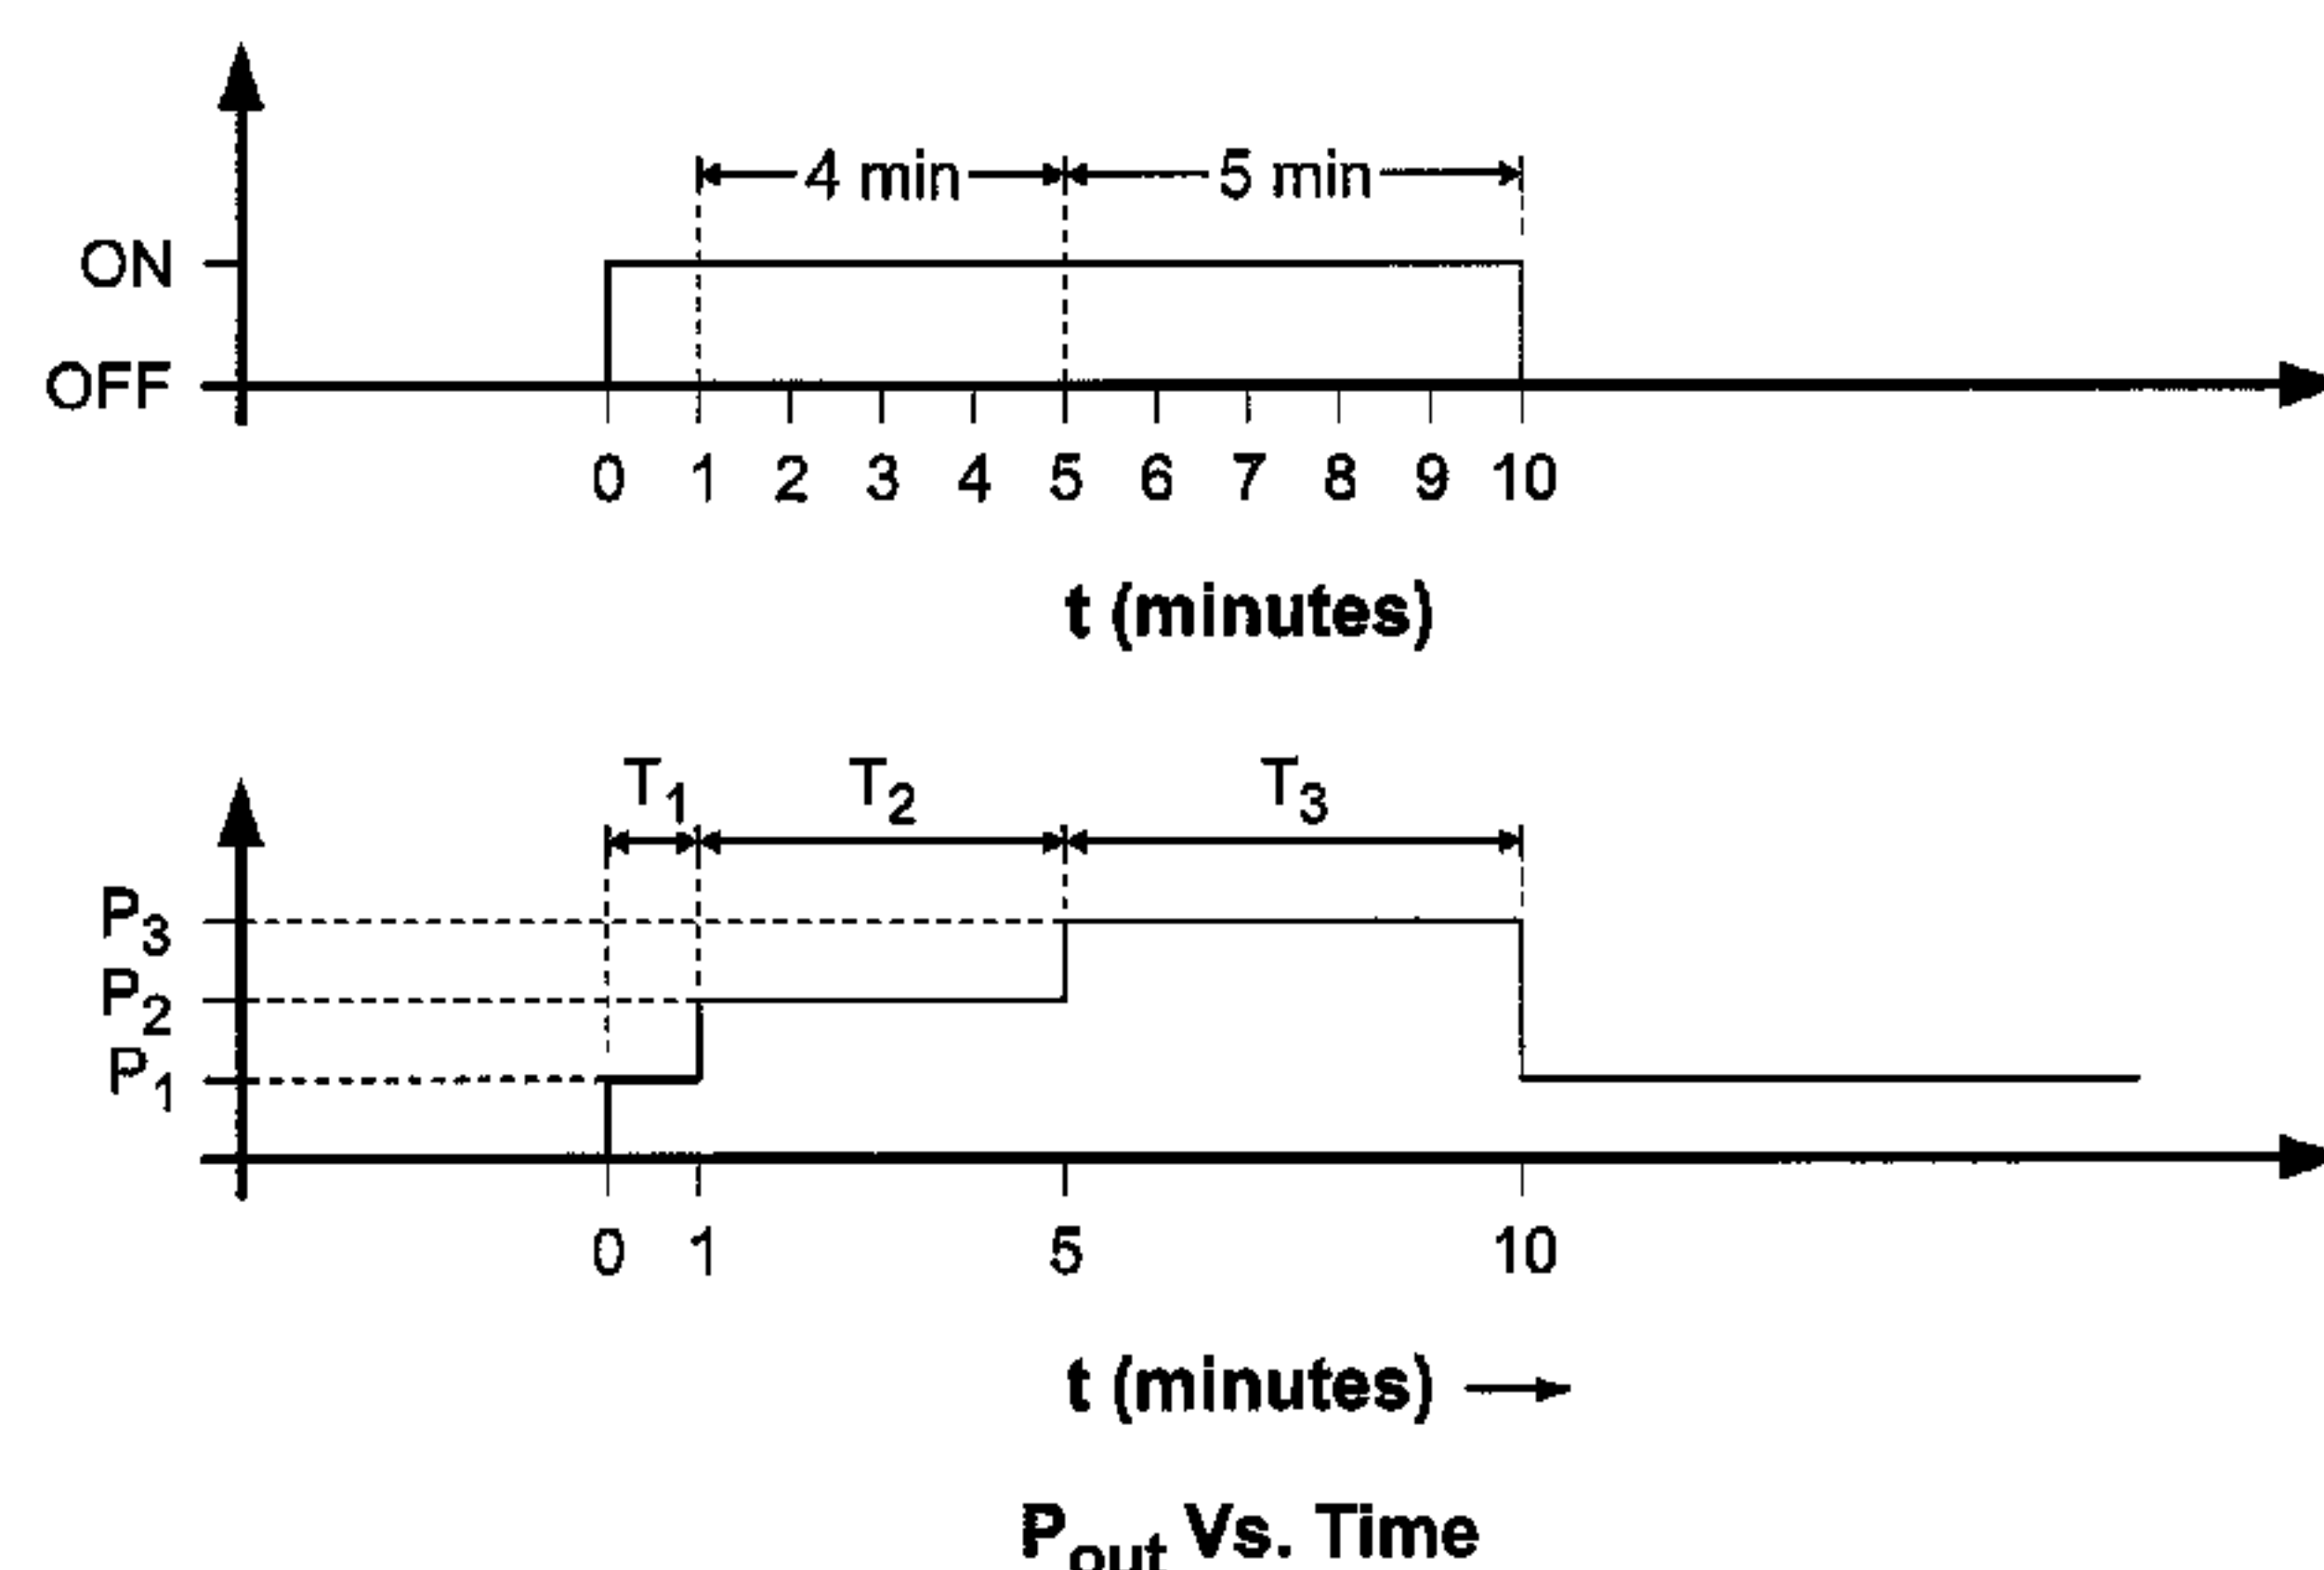 4 min 5 min
ON
OFF
0 1 2 3 4 5 6 7 8 9 10
t (minutes)
T1 T2 T3
P3
P2
P1
0 1 5 10
t (minutes)
Pout Vs. Time